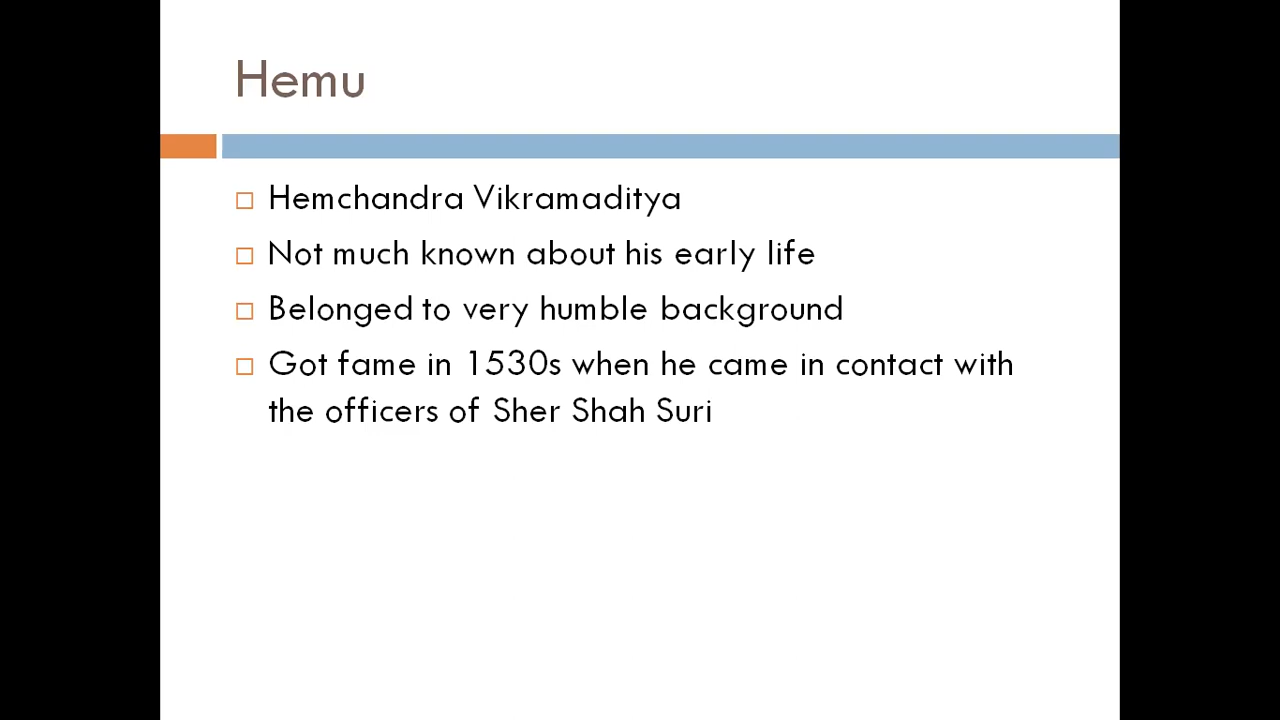 Hemu
Hemchandra Vikramaditya
Not much known about his early life
Belonged to very humble background
Got fame in 1530s when he came in contact with
the officers of Sher Shah Suri